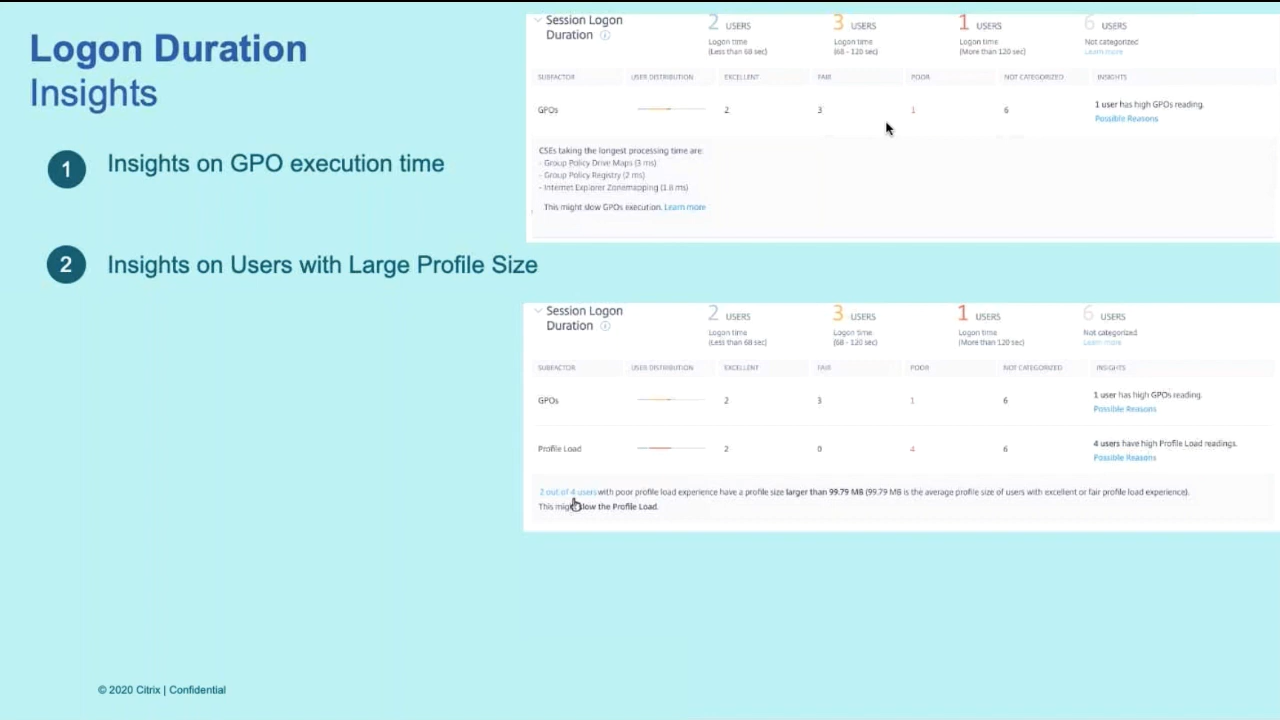 Logon Duration
Insights
1 Insights on GPO execution time
2 Insights on Users with Large Profile Size
Session Logon Duration
2 USERS
Logon time
(Less than 68 sec)
3 USERS
Logon time
(68 - 120 sec)
1 USERS
Logon time
(More than 120 sec)
6 USERS
Not categorized
Learn more
SUBFACTOR USER DISTRIBUTION EXCELLENT FAIR POOR NOT CATEGORIZED INSIGHTS
GPOs 2 3 1 6 1 user has high GPOs reading.
Possible Reasons
CSEs taking the longest processing time are:
- Group Policy Drive Maps (3 ms)
- Group Policy Registry (2 ms)
- Internet Explorer Zonemapping (1.8 ms)
This might slow GPOs execution. Learn more
Session Logon Duration
2 USERS
Logon time
(Less than 68 sec)
3 USERS
Logon time
(68 - 120 sec)
1 USERS
Logon time
(More than 120 sec)
6 USERS
Not categorized
Learn more
SUBFACTOR USER DISTRIBUTION EXCELLENT FAIR POOR NOT CATEGORIZED INSIGHTS
GPOs 2 3 1 6 1 user has high GPOs reading.
Possible Reasons
Profile Load 2 0 4 6 4 users have high Profile Load readings.
Possible Reasons
2 out of 4 users with poor profile load experience have a profile size larger than 99.79 MB (99.79 MB is the average profile size of users with excellent or fair profile load experience).
This might slow the Profile Load.
© 2020 Citrix | Confidential